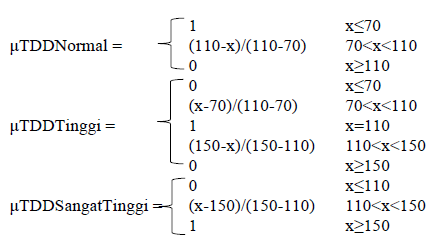 1 x≤70
µTDDNormal = (110-x)/(110-70) 70<x<110
0 x≥110
0 x≤70
(x-70)/(110-70) 70<x<110
µTDDTinggi = 1 x=110
(150-x)/(150-110) 110<x<150
0 x≥150
0 x≤110
µTDDSangatTinggi = (x-150)/(150-110) 110<x<150
1 x≥150